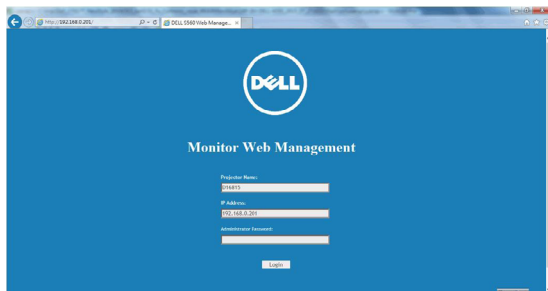 http://192.168.0.201/
DELL S560 Web Manage...
DELL
Monitor Web Management
Projector Name:
IP Address:
192.168.0.201
Administrator Password:
Login